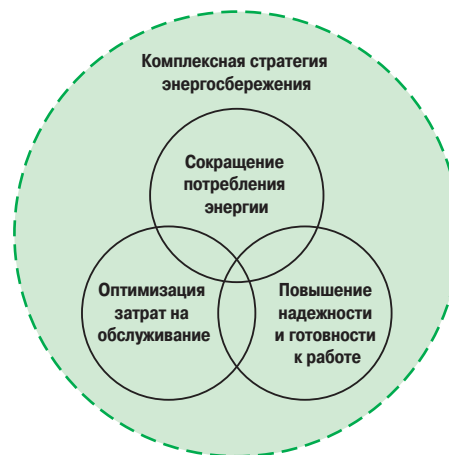 Комплексная стратегия
энергосбережения
Сокращение
потребления
энергии
Оптимизация
затрат на
обслуживание
Повышение
надежности
и готовности
к работе